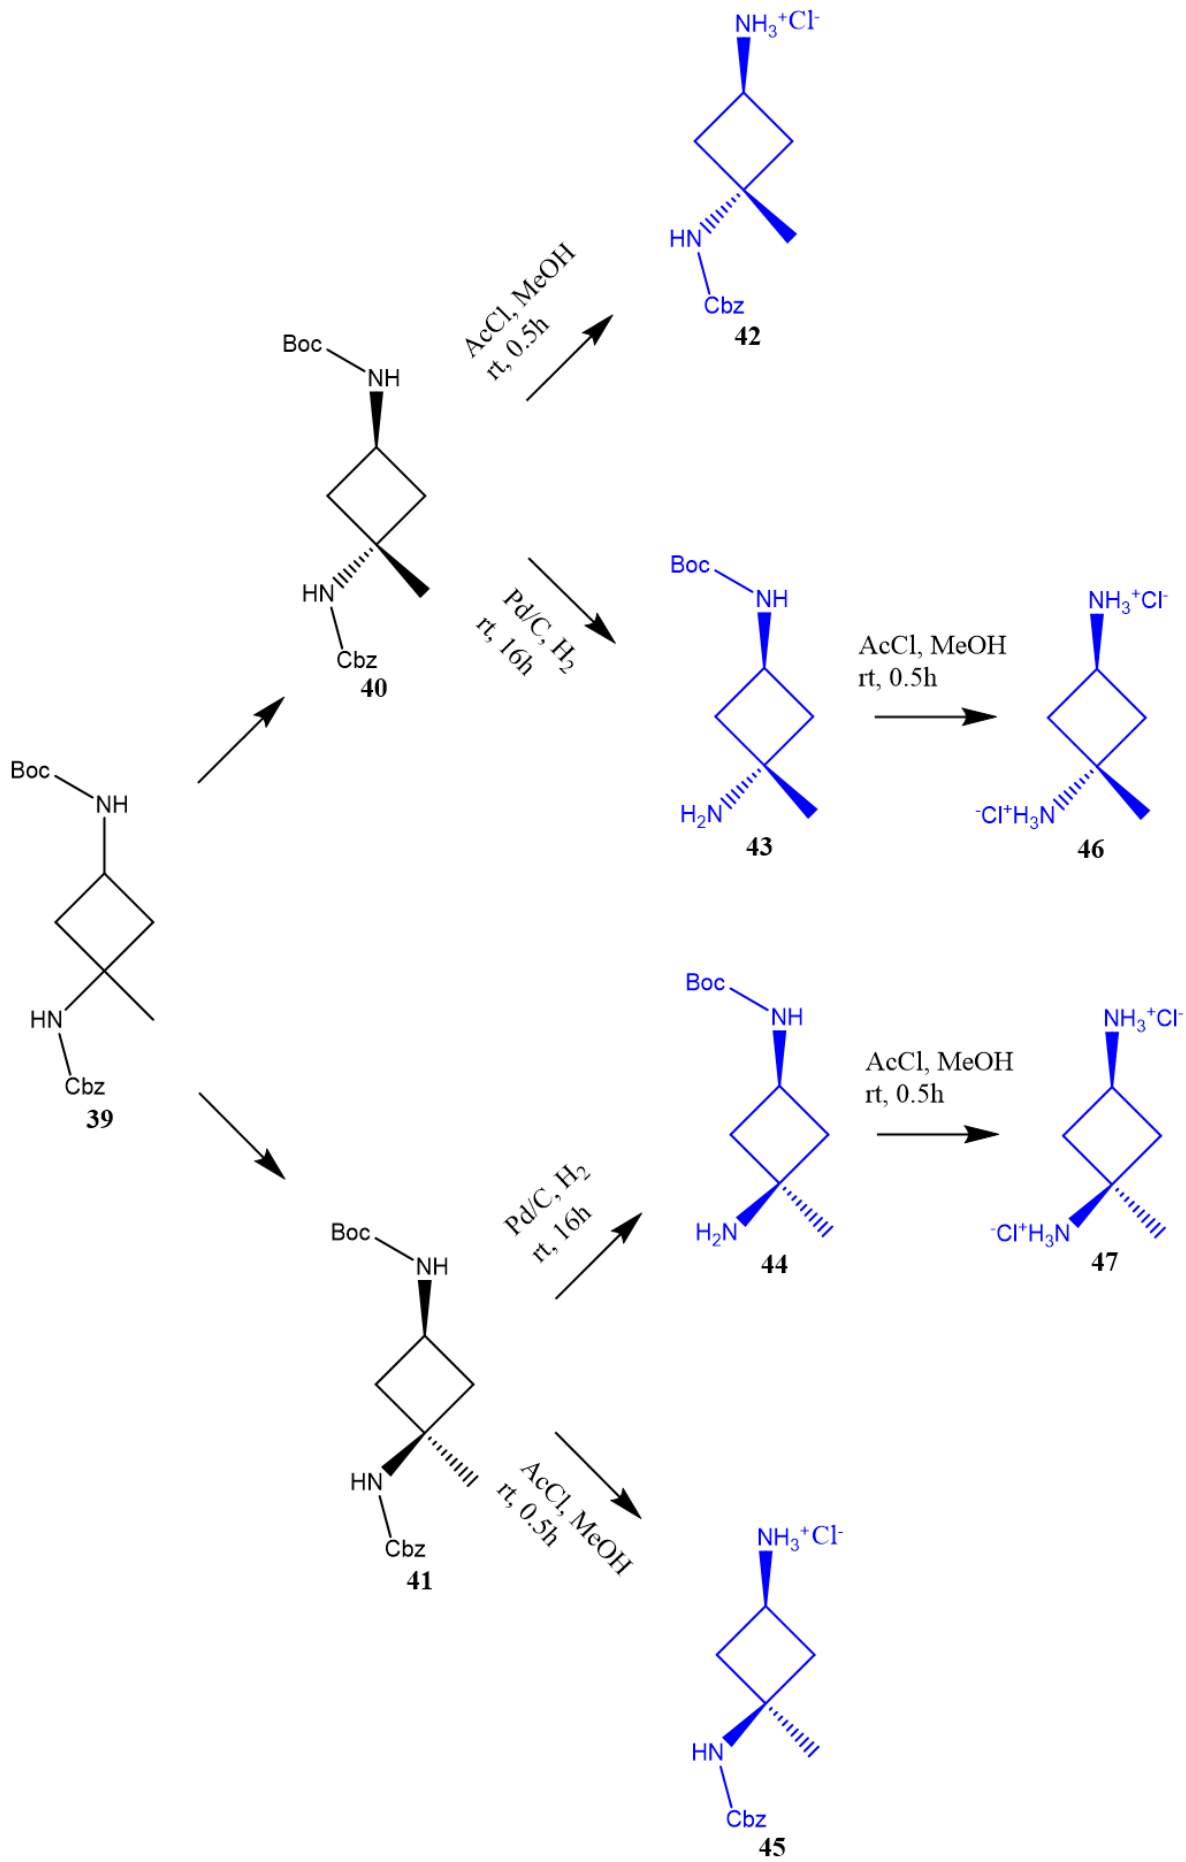 NH3+Cl-
HN
Cbz
42
AcCl, MeOH
rt, 0.5h
Boc
NH
HN
Cbz
40
Pd/C, H2
rt, 16h
Boc
NH
H2N
43
AcCl, MeOH
rt, 0.5h
NH3+Cl-
-Cl+H3N
46
Boc
NH
HN
Cbz
39
Boc
NH
H2N
44
AcCl, MeOH
rt, 0.5h
NH3+Cl-
-Cl+H3N
47
Pd/C, H2
rt, 16h
Boc
NH
HN
Cbz
41
AcCl, MeOH
rt, 0.5h
NH3+Cl-
HN
Cbz
45